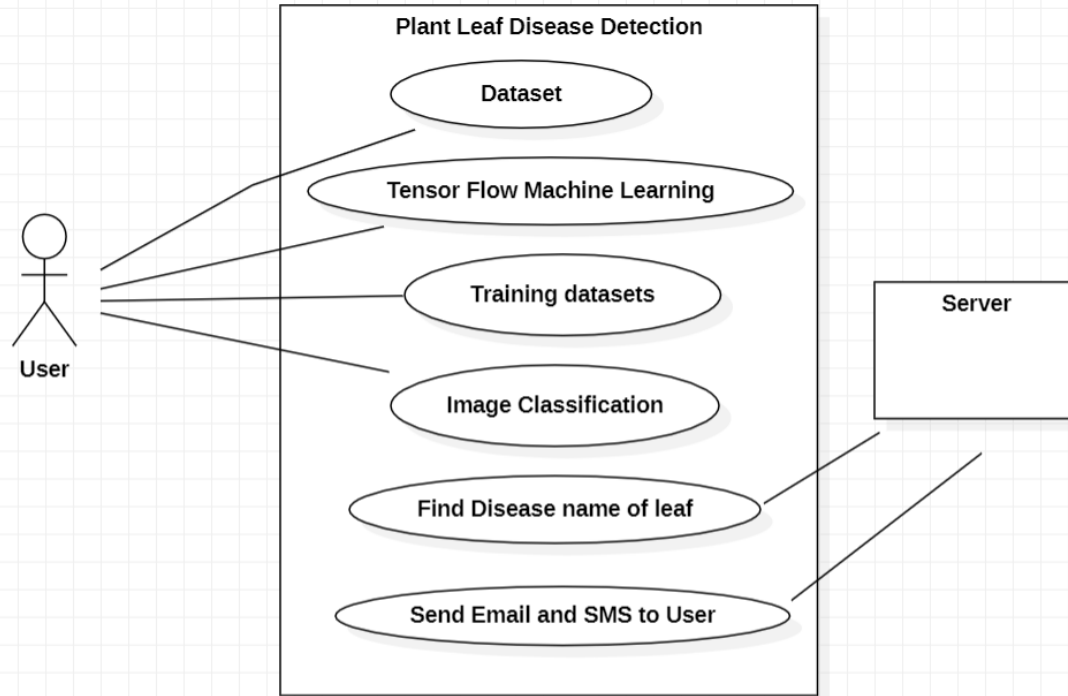 Plant Leaf Disease Detection
Dataset
Tensor Flow Machine Learning
Training datasets
Server
User
Image Classification
Find Disease name of leaf
Send Email and SMS to User